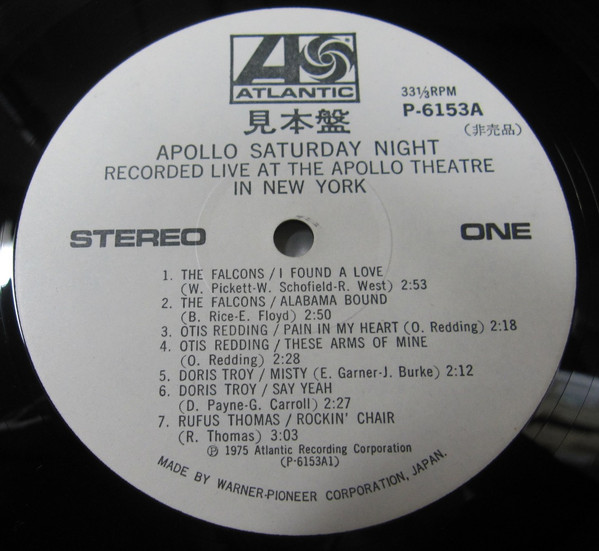 ATLANTIC
33⅓RPM
P-6153A
見本盤
(非売品)
APOLLO SATURDAY NIGHT
RECORDED LIVE AT THE APOLLO THEATRE
IN NEW YORK
STEREO
ONE
1. THE FALCONS / I FOUND A LOVE
(W. Pickett-W. Schofield-R. West) 2:53
2. THE FALCONS / ALABAMA BOUND
(B. Rice-E. Floyd) 2:50
3. OTIS REDDING / PAIN IN MY HEART (O. Redding) 2:18
4. OTIS REDDING / THESE ARMS OF MINE
(O. Redding) 2:28
5. DORIS TROY / MISTY (E. Garner-J. Burke) 2:12
6. DORIS TROY / SAY YEAH
(D. Payne-G. Carroll) 2:27
7. RUFUS THOMAS / ROCKIN' CHAIR
(R. Thomas) 3:03
℗ 1975 Atlantic Recording Corporation
(P-6153A1)
MADE BY WARNER-PIONEER CORPORATION, JAPAN.